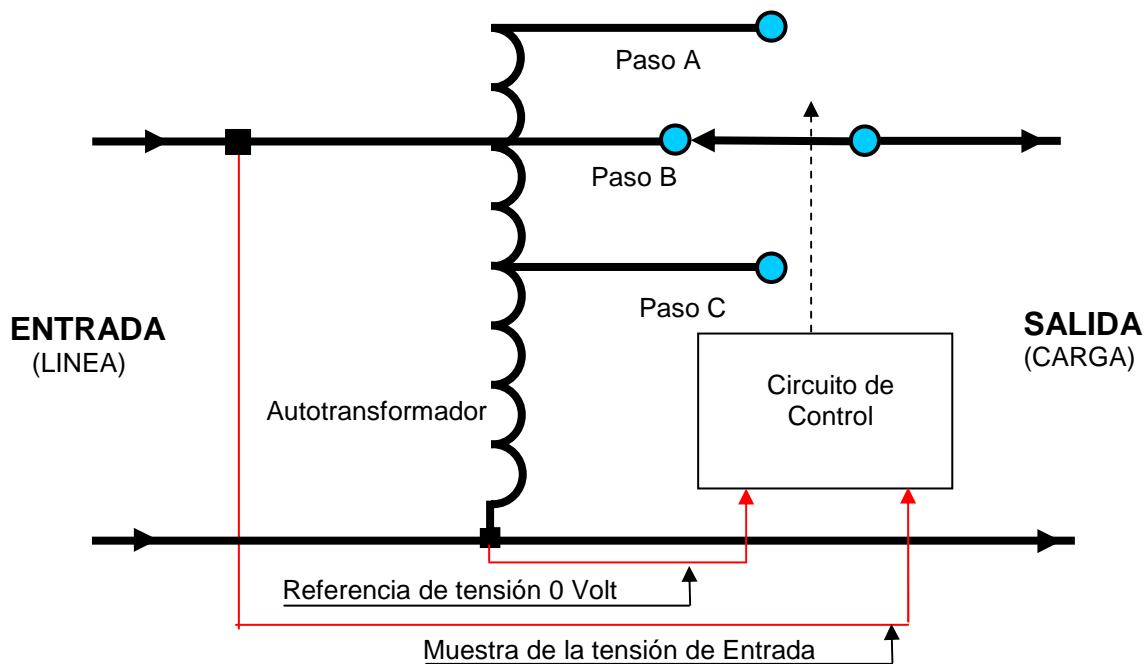 Paso A
Paso B
Paso C
ENTRADA
(LINEA)
SALIDA
(CARGA)
Circuito de
Control
Autotransformador
Referencia de tensión 0 Volt
Muestra de la tensión de Entrada